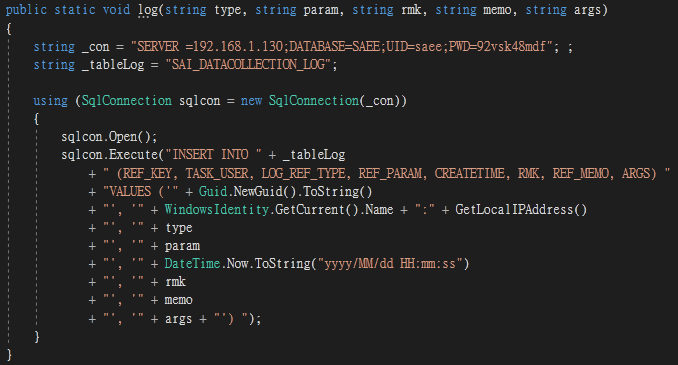 public static void log(string type, string param, string rmk, string memo, string args)
{
string _con = "SERVER =192.168.1.130;DATABASE=SAEE;UID=saee;PWD=92vsk48mdf"; ;
string _tableLog = "SAI_DATACOLLECTION_LOG";
using (SqlConnection sqlcon = new SqlConnection(_con))
{
sqlcon.Open();
sqlcon.Execute("INSERT INTO " + _tableLog
+ " (REF_KEY, TASK_USER, LOG_REF_TYPE, REF_PARAM, CREATETIME, RMK, REF_MEMO, ARGS) "
+ "VALUES ('" + Guid.NewGuid().ToString()
+ "', '" + WindowsIdentity.GetCurrent().Name + ":" + GetLocalIPAddress()
+ "', '" + type
+ "', '" + param
+ "', '" + DateTime.Now.ToString("yyyy/MM/dd HH:mm:ss")
+ "', '" + rmk
+ "', '" + memo
+ "', '" + args + "') ");
}
}